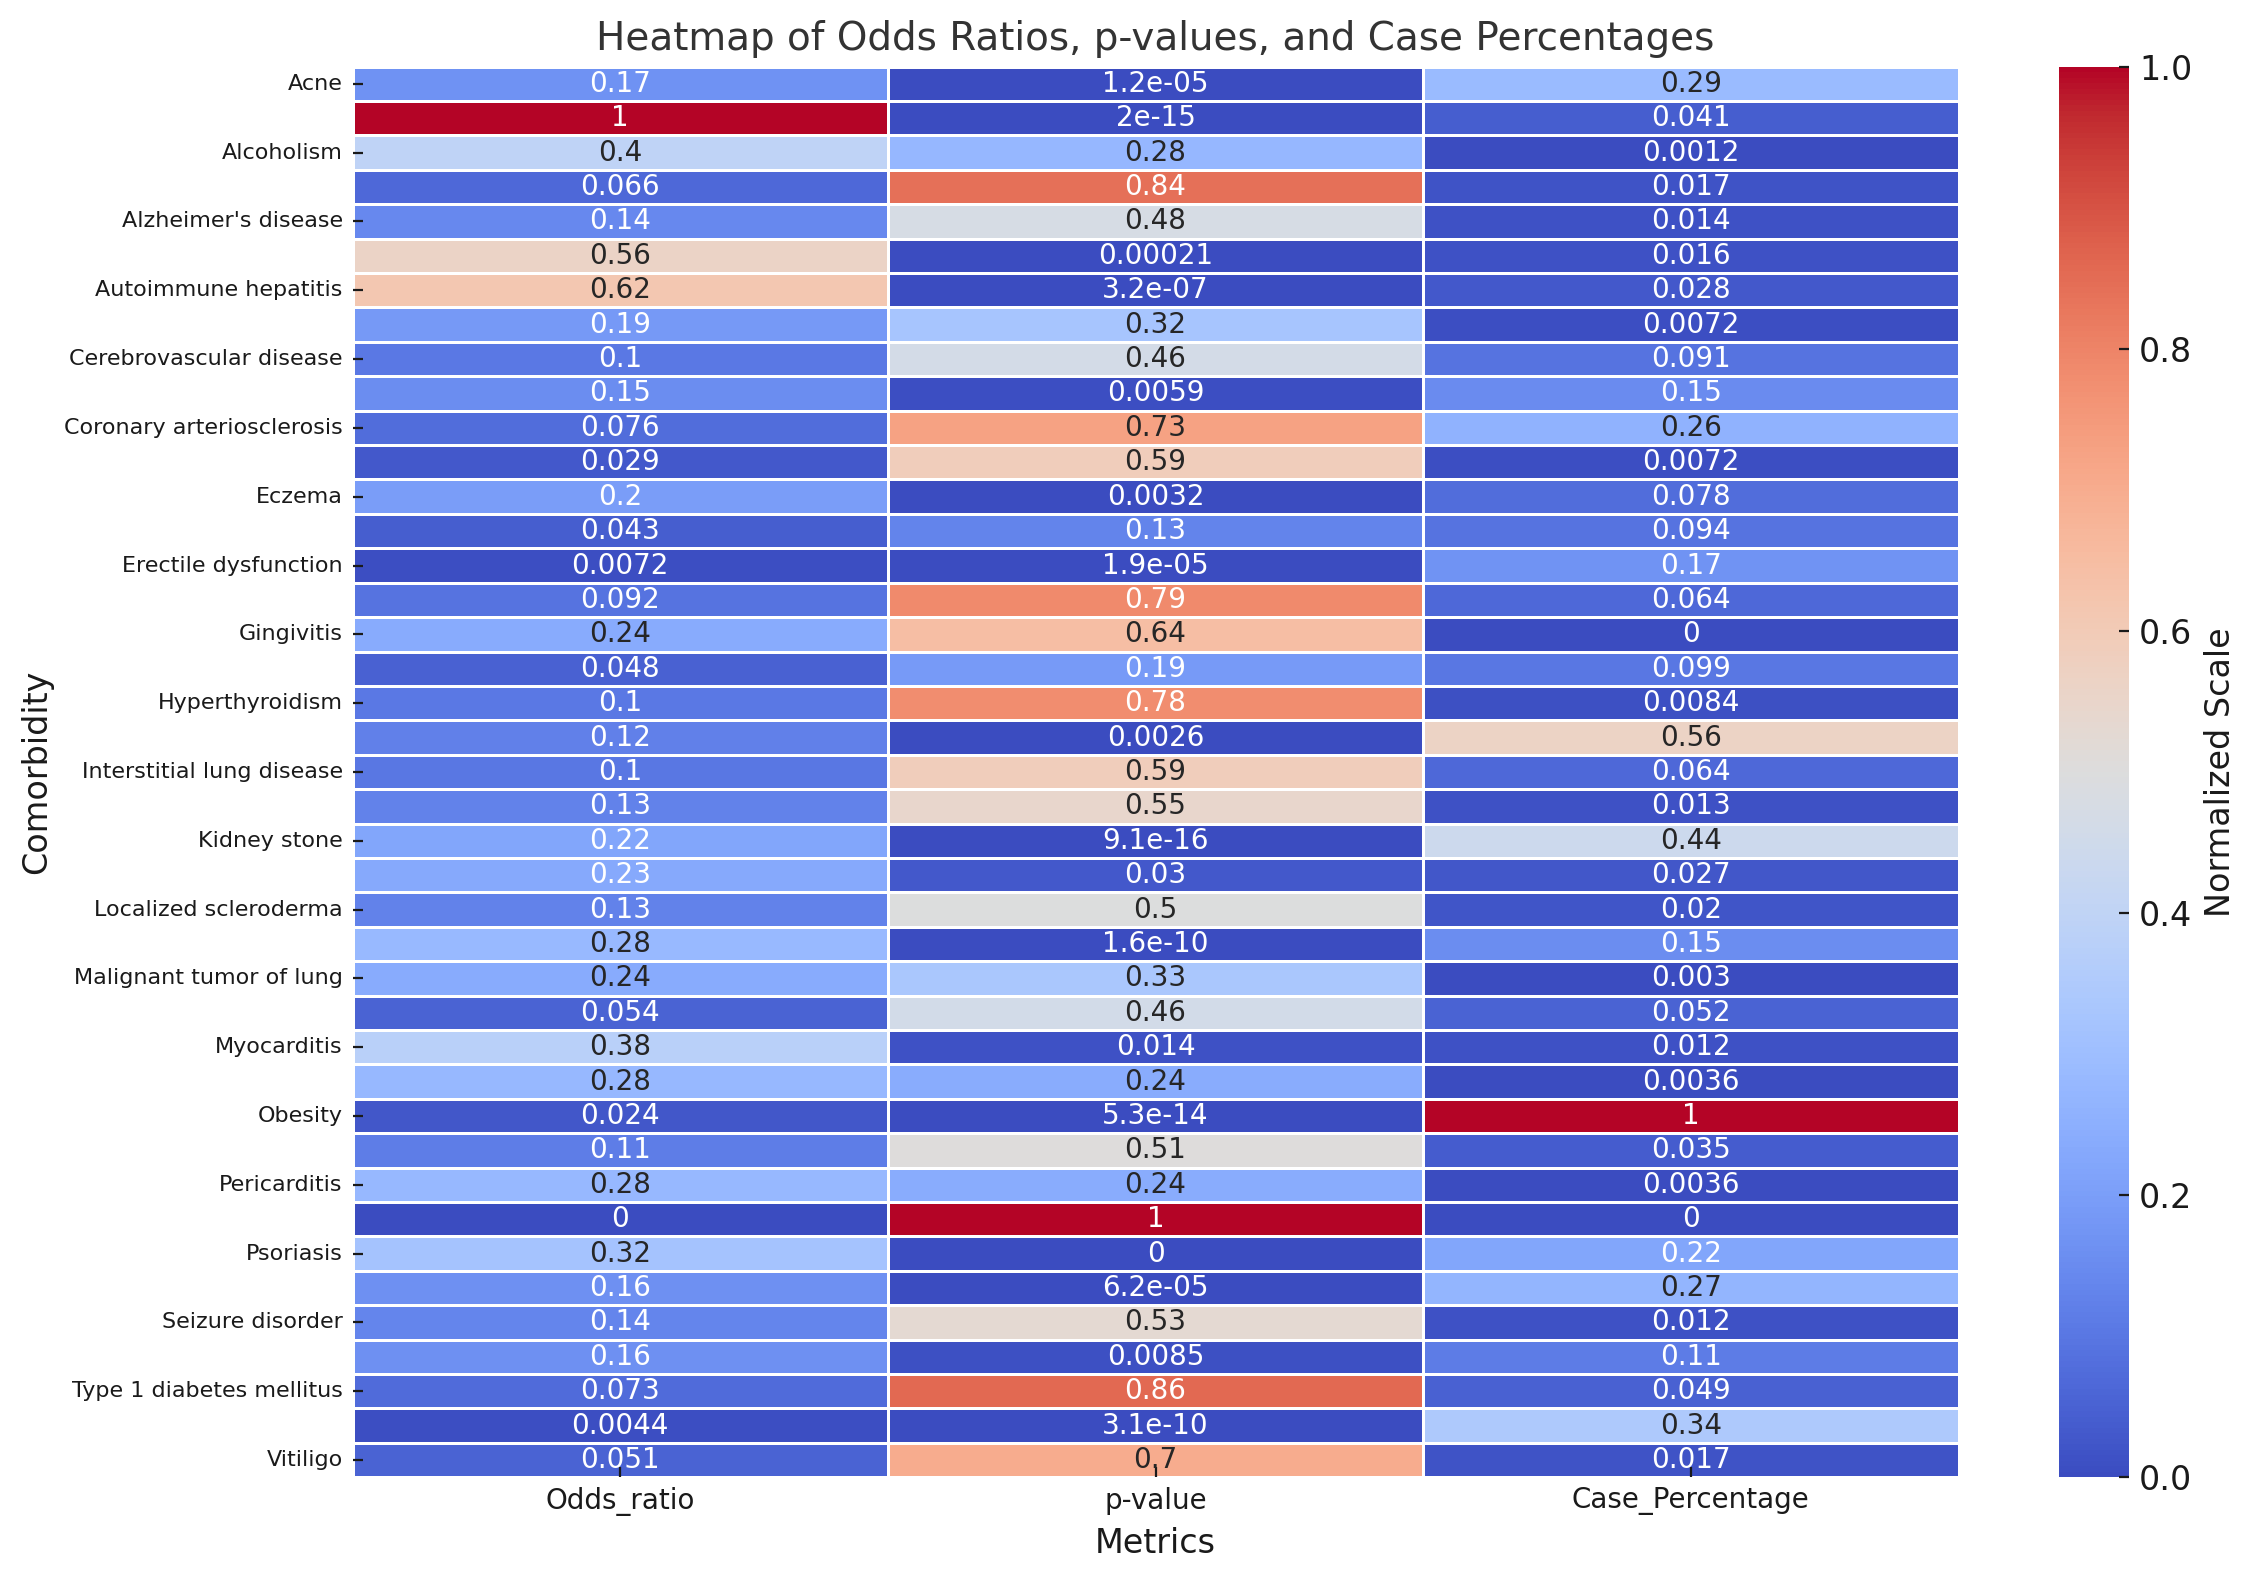 Heatmap of Odds Ratios, p-values, and Case Percentages
Acne 0.17 1.2e-05 0.29
1 2e-15 0.041
Alcoholism 0.4 0.28 0.0012
0.066 0.84 0.017
Alzheimer's disease 0.14 0.48 0.014
0.56 0.00021 0.016
Autoimmune hepatitis 0.62 3.2e-07 0.028
0.19 0.32 0.0072
Cerebrovascular disease 0.1 0.46 0.091
0.15 0.0059 0.15
Coronary arteriosclerosis 0.076 0.73 0.26
0.029 0.59 0.0072
Eczema 0.2 0.0032 0.078
0.043 0.13 0.094
Erectile dysfunction 0.0072 1.9e-05 0.17
0.092 0.79 0.064
Gingivitis 0.24 0.64 0
0.048 0.19 0.099
Hyperthyroidism 0.1 0.78 0.0084
0.12 0.0026 0.56
Interstitial lung disease 0.1 0.59 0.064
0.13 0.55 0.013
Kidney stone 0.22 9.1e-16 0.44
0.23 0.03 0.027
Localized scleroderma 0.13 0.5 0.02
0.28 1.6e-10 0.15
Malignant tumor of lung 0.24 0.33 0.003
0.054 0.46 0.052
Myocarditis 0.38 0.014 0.012
0.28 0.24 0.0036
Obesity 0.024 5.3e-14 1
0.11 0.51 0.035
Pericarditis 0.28 0.24 0.0036
0 1 0
Psoriasis 0.32 0 0.22
0.16 6.2e-05 0.27
Seizure disorder 0.14 0.53 0.012
0.16 0.0085 0.11
Type 1 diabetes mellitus 0.073 0.86 0.049
0.0044 3.1e-10 0.34
Vitiligo 0.051 0.7 0.017
Odds_ratio p-value Case_Percentage
Metrics
Comorbidity
1.0
0.8
0.6
0.4
0.2
0.0
Normalized Scale